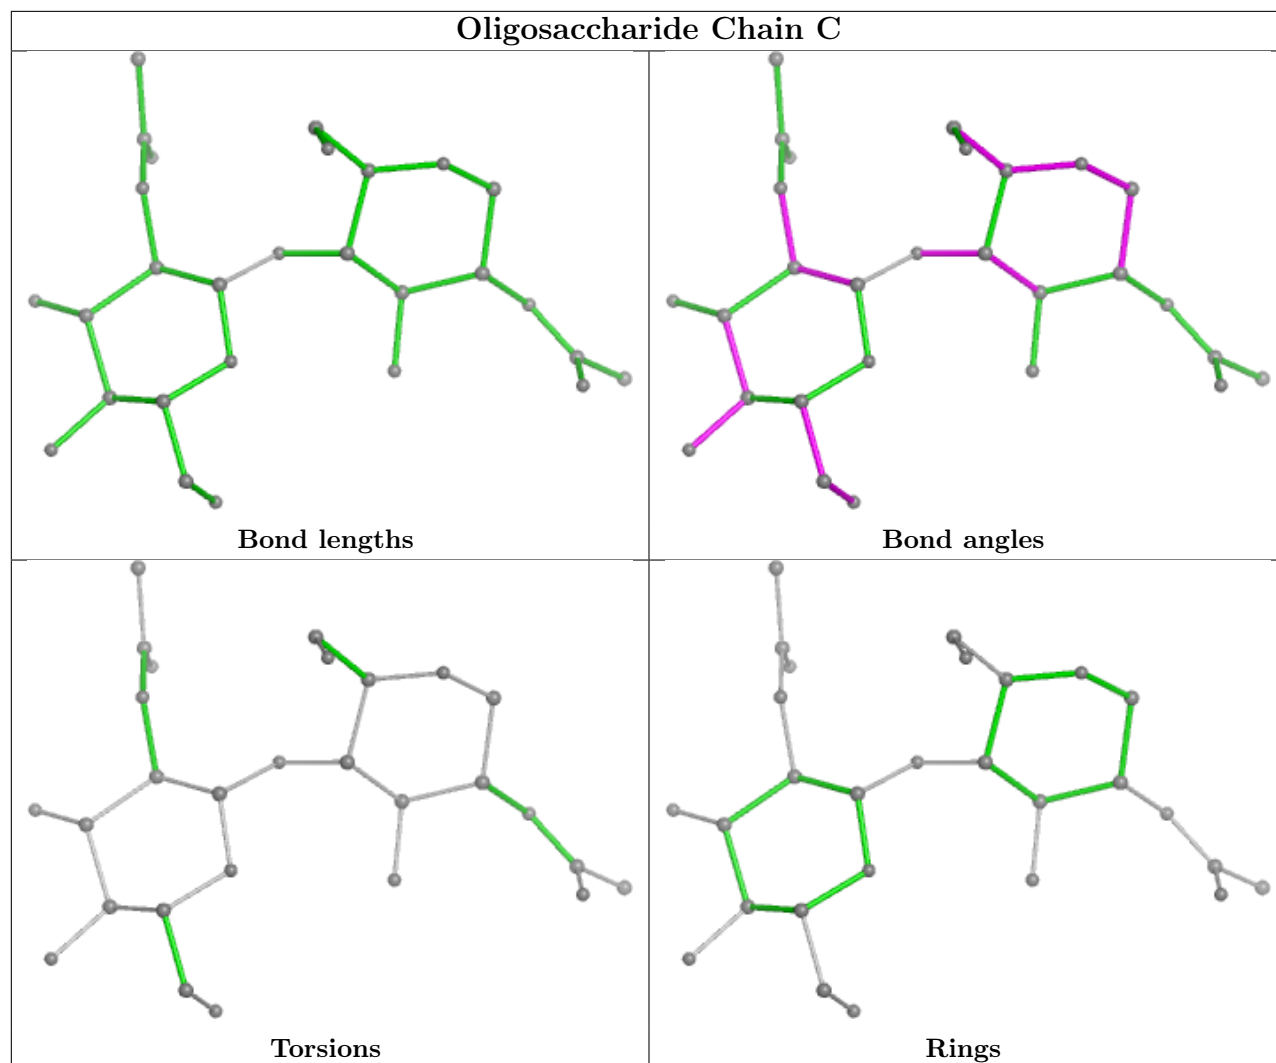 Oligosaccharide Chain C
Bond lengths
Bond angles
Torsions
Rings